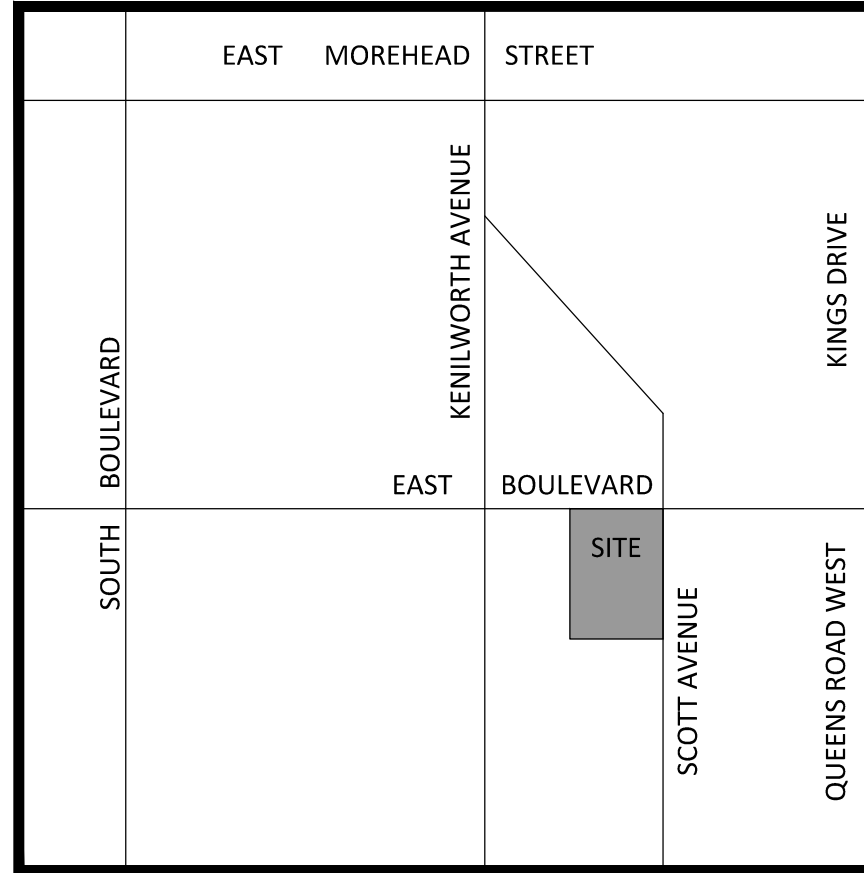 EAST MOREHEAD STREET
KENILWORTH AVENUE
KINGS DRIVE
SOUTH BOULEVARD
EAST BOULEVARD
SITE
SCOTT AVENUE
QUEENS ROAD WEST